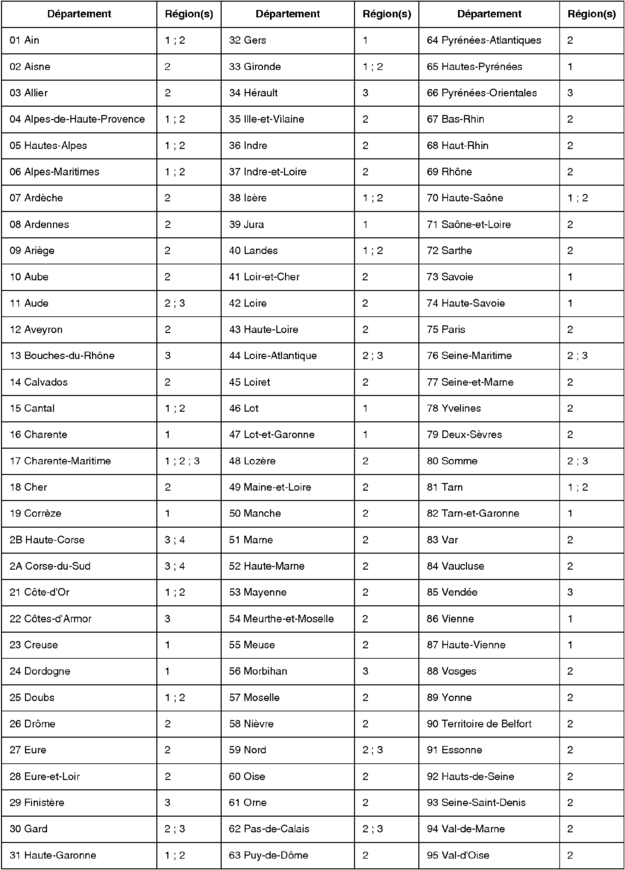 Département Région(s) Département Région(s) Département Région(s)
01 Ain 1 ; 2 32 Gers 1 64 Pyrénées-Atlantiques 2
02 Aisne 2 33 Gironde 1 ; 2 65 Hautes-Pyrénées 1
03 Allier 2 34 Hérault 3 66 Pyrénées-Orientales 3
04 Alpes-de-Haute-Provence 1 ; 2 35 Ille-et-Vilaine 2 67 Bas-Rhin 2
05 Hautes-Alpes 1 ; 2 36 Indre 2 68 Haut-Rhin 2
06 Alpes-Maritimes 1 ; 2 37 Indre-et-Loire 2 69 Rhône 2
07 Ardèche 2 38 Isère 1 ; 2 70 Haute-Saône 1 ; 2
08 Ardennes 2 39 Jura 1 71 Saône-et-Loire 2
09 Ariège 2 40 Landes 1 ; 2 72 Sarthe 2
10 Aube 2 41 Loir-et-Cher 2 73 Savoie 1
11 Aude 2 ; 3 42 Loire 2 74 Haute-Savoie 1
12 Aveyron 2 43 Haute-Loire 2 75 Paris 2
13 Bouches-du-Rhône 3 44 Loire-Atlantique 2 ; 3 76 Seine-Maritime 2 ; 3
14 Calvados 2 45 Loiret 2 77 Seine-et-Marne 2
15 Cantal 1 ; 2 46 Lot 1 78 Yvelines 2
16 Charente 1 47 Lot-et-Garonne 1 79 Deux-Sèvres 2
17 Charente-Maritime 1 ; 2 ; 3 48 Lozère 2 80 Somme 2 ; 3
18 Cher 2 49 Maine-et-Loire 2 81 Tarn 1 ; 2
19 Corrèze 1 50 Manche 2 82 Tarn-et-Garonne 1
2B Haute-Corse 3 ; 4 51 Marne 2 83 Var 2
2A Corse-du-Sud 3 ; 4 52 Haute-Marne 2 84 Vaucluse 2
21 Côte-d'Or 1 ; 2 53 Mayenne 2 85 Vendée 3
22 Côtes-d'Armor 3 54 Meurthe-et-Moselle 2 86 Vienne 1
23 Creuse 1 55 Meuse 2 87 Haute-Vienne 1
24 Dordogne 1 56 Morbihan 3 88 Vosges 2
25 Doubs 1 ; 2 57 Moselle 2 89 Yonne 2
26 Drôme 2 58 Nièvre 2 90 Territoire de Belfort 2
27 Eure 2 59 Nord 2 ; 3 91 Essonne 2
28 Eure-et-Loir 2 60 Oise 2 92 Hauts-de-Seine 2
29 Finistère 3 61 Orne 2 93 Seine-Saint-Denis 2
30 Gard 2 ; 3 62 Pas-de-Calais 2 ; 3 94 Val-de-Marne 2
31 Haute-Garonne 1 ; 2 63 Puy-de-Dôme 2 95 Val-d'Oise 2